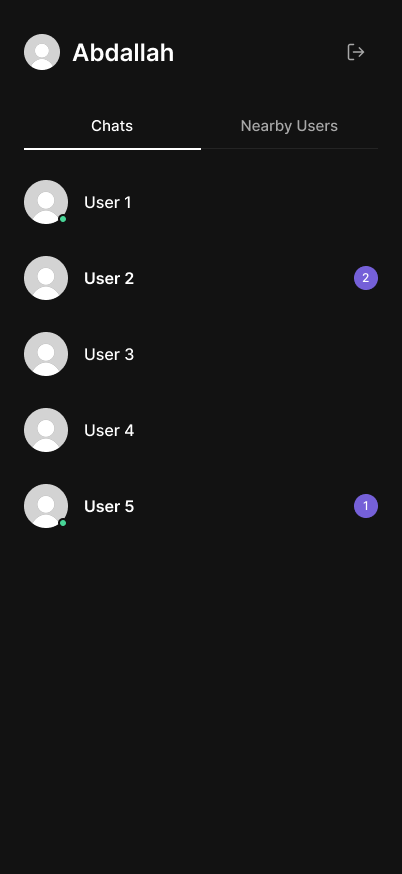 Abdallah
Chats Nearby Users
User 1
User 2 2
User 3
User 4
User 5 1